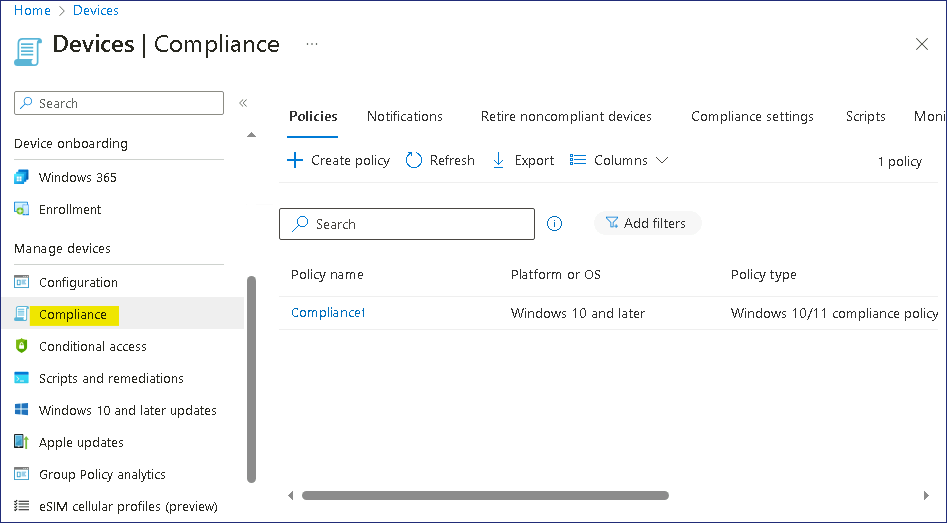 Home > Devices
Devices | Compliance ...
Search «
Device onboarding
Windows 365
Enrollment
Manage devices
Configuration
Compliance
Conditional access
Scripts and remediations
Windows 10 and later updates
Apple updates
Group Policy analytics
eSIM cellular profiles (preview)
Policies Notifications Retire noncompliant devices Compliance settings Scripts Moni
Create policy Refresh Export Columns 1 policy
Search Add filters
Policy name Platform or OS Policy type
Compliance1 Windows 10 and later Windows 10/11 compliance policy